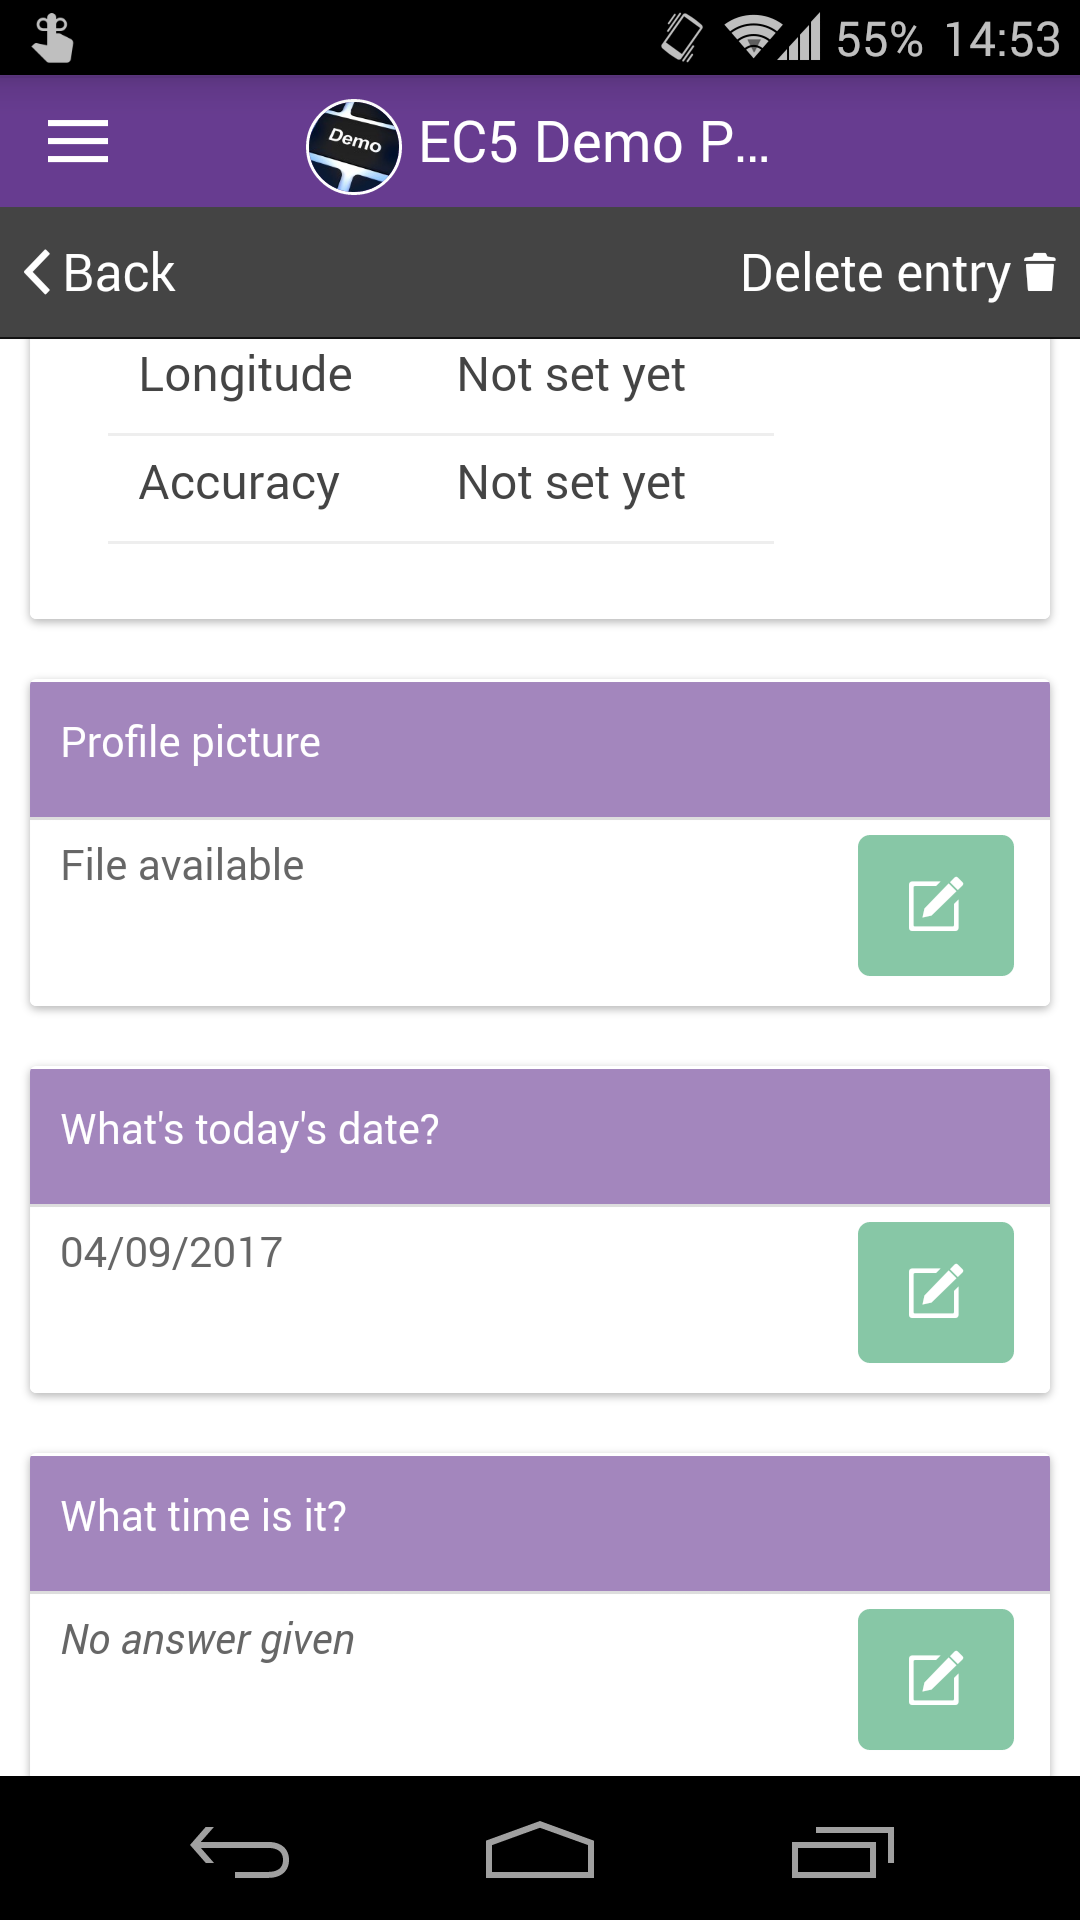 55% 14:53
Demo EC5 Demo P...
Back Delete entry
Longitude Not set yet
Accuracy Not set yet
Profile picture
File available
What's today's date?
04/09/2017
What time is it?
No answer given